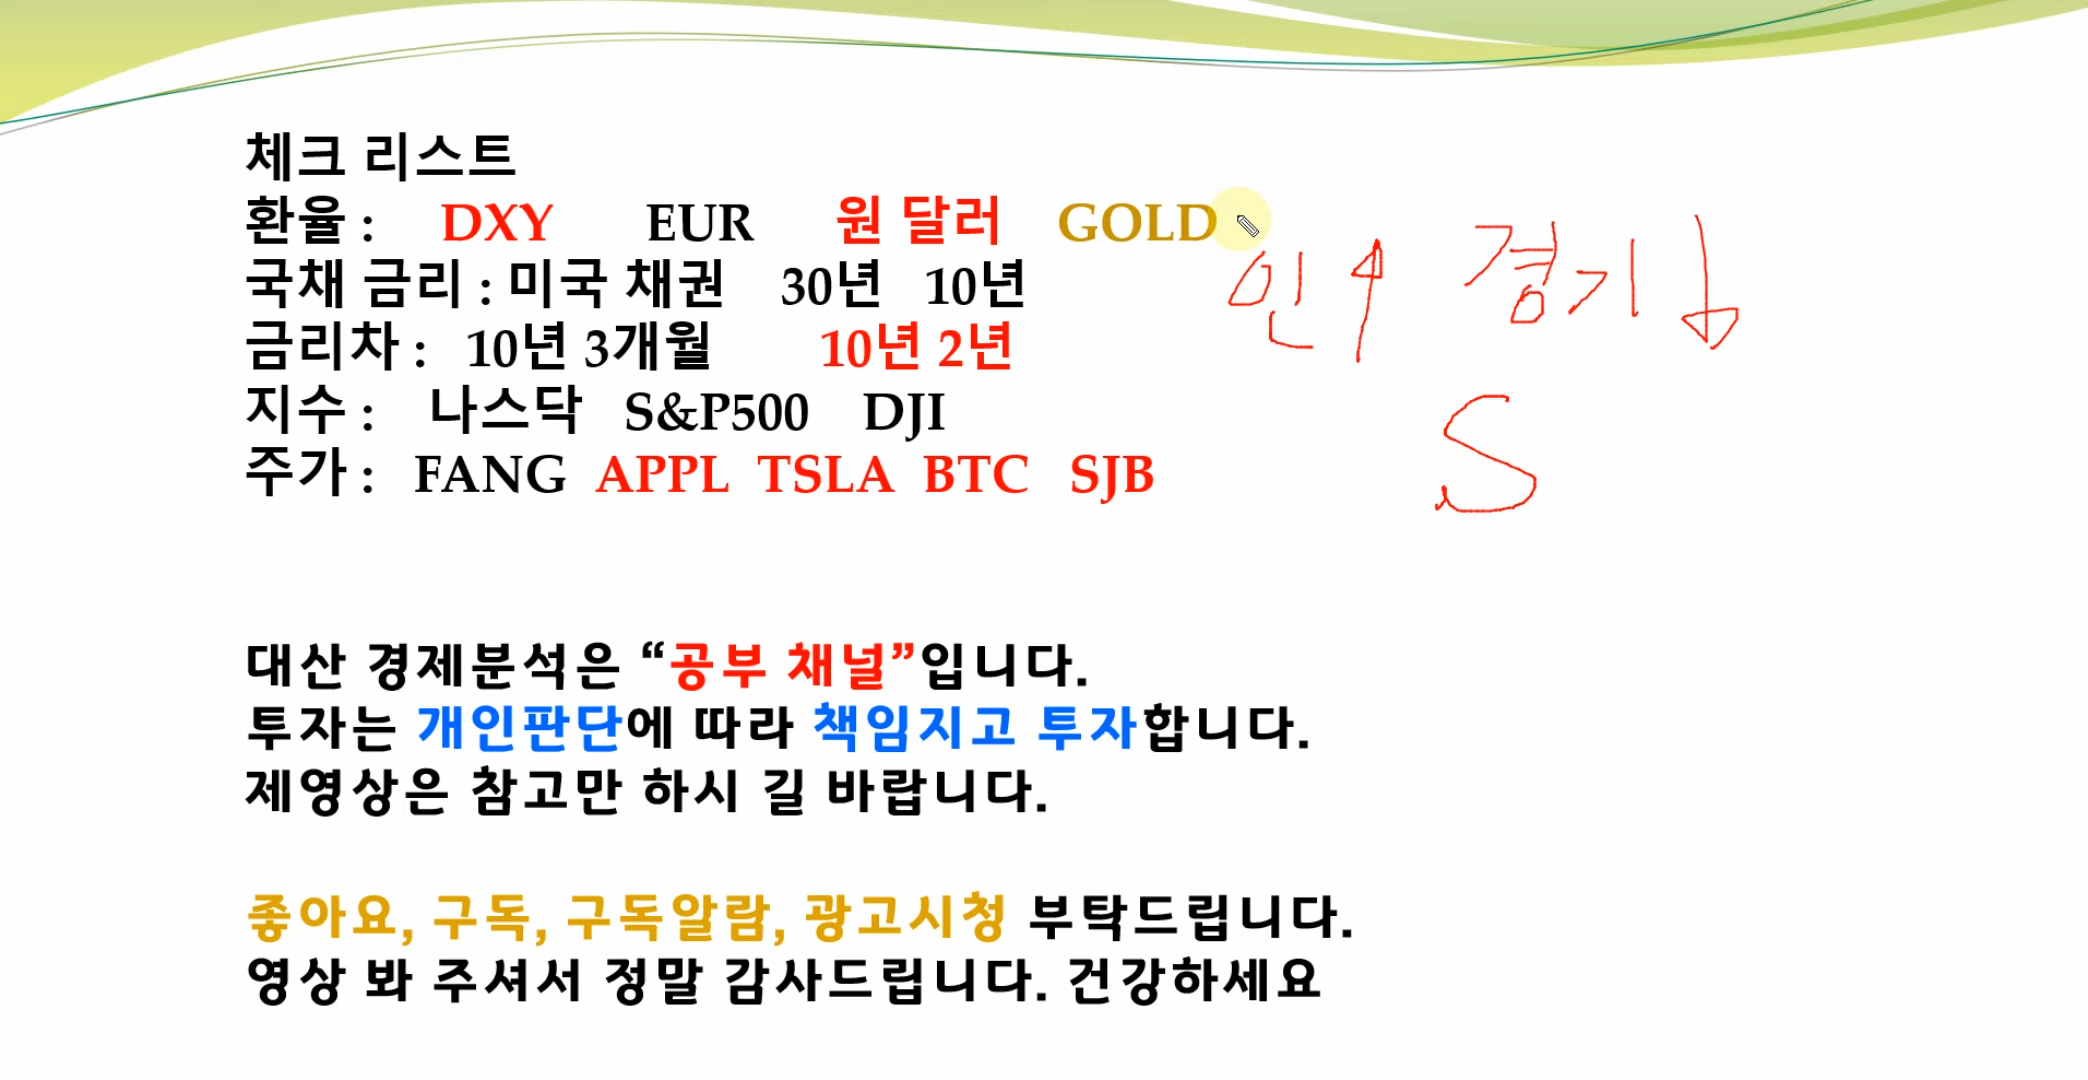 체크 리스트
환율 : DXY EUR 원 달러 GOLD
국채 금리 : 미국 채권 30년 10년
금리차 : 10년 3개월 10년 2년
지수 : 나스닥 S&P500 DJI
주가 : FANG APPL TSLA BTC SJB
인 ↑ 경기 ↓
S
대산 경제분석은 “공부 채널”입니다.
투자는 개인판단에 따라 책임지고 투자합니다.
제영상은 참고만 하시 길 바랍니다.
좋아요, 구독, 구독알람, 광고시청 부탁드립니다.
영상 봐 주셔서 정말 감사드립니다. 건강하세요